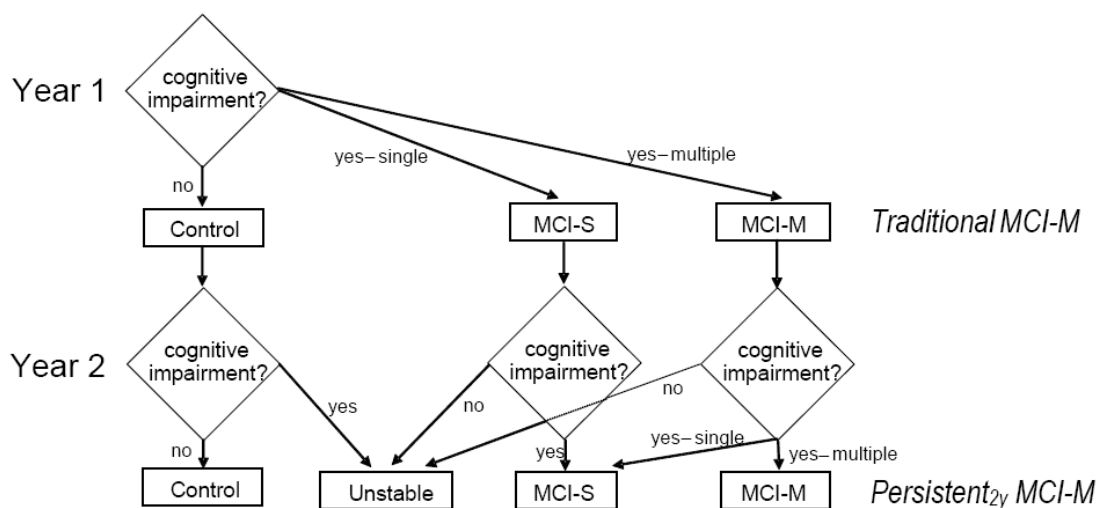 Year 1
cognitive
impairment?
yes– single
yes– multiple
no
Control
MCI-S
MCI-M
Traditional MCI-M
Year 2
cognitive
impairment?
cognitive
impairment?
cognitive
impairment?
yes
no
no
no
yes
yes– single
yes– multiple
Control
Unstable
MCI-S
MCI-M
Persistent2y MCI-M